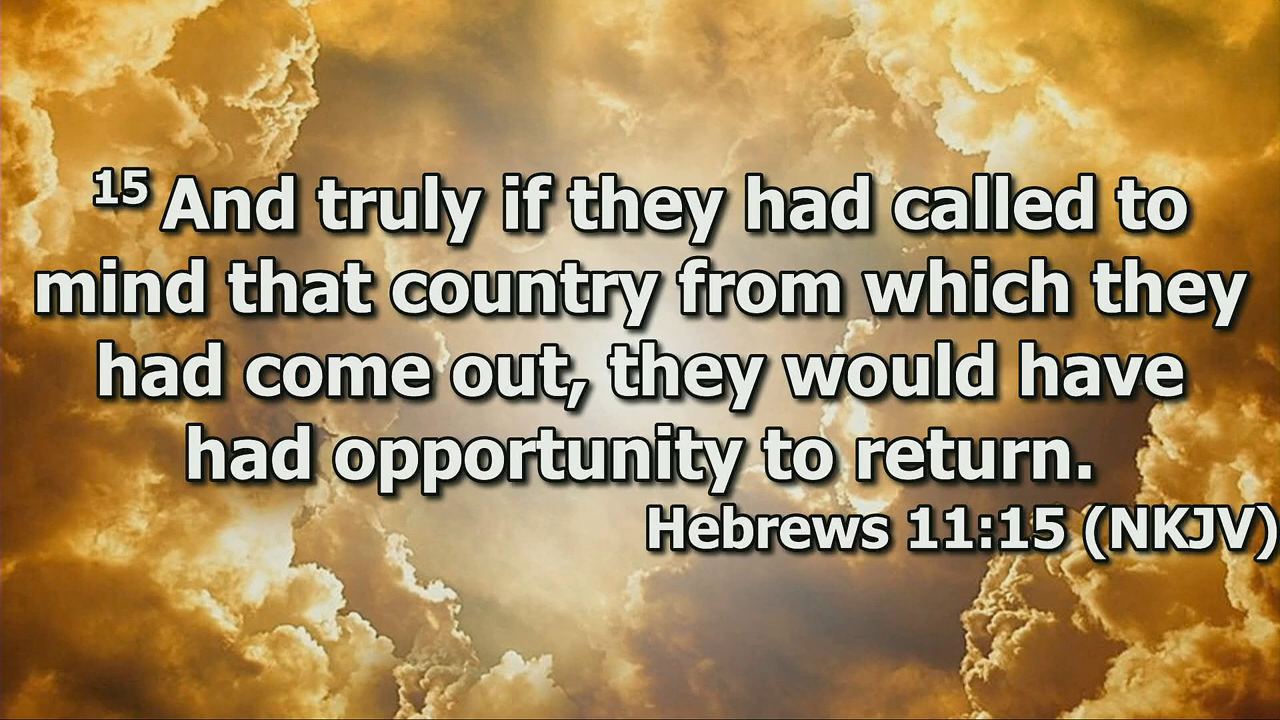 15 And truly if they had called to
mind that country from which they
had come out, they would have
had opportunity to return.
Hebrews 11:15 (NKJV)